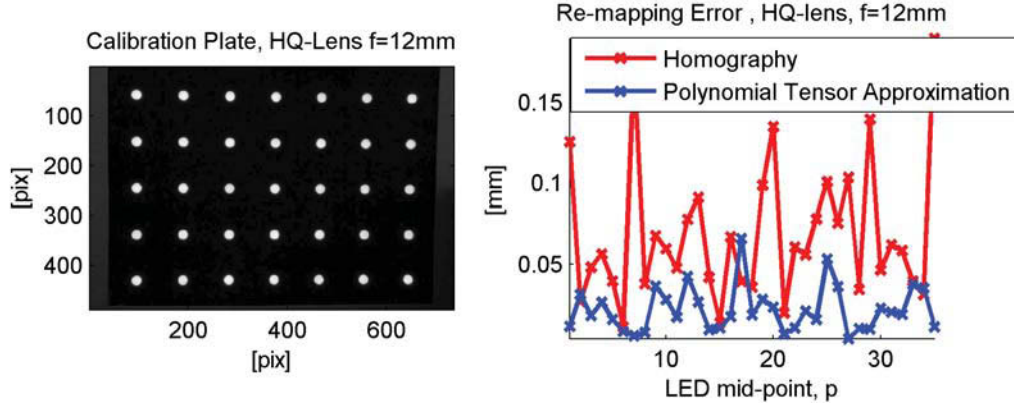 Calibration Plate, HQ-Lens f=12mm
100
200
300
400
[pix]
200
400
600
[pix]
Re-mapping Error , HQ-lens, f=12mm
Homography
Polynomial Tensor Approximation
0.15
0.1
0.05
[mm]
10
20
30
LED mid-point, p